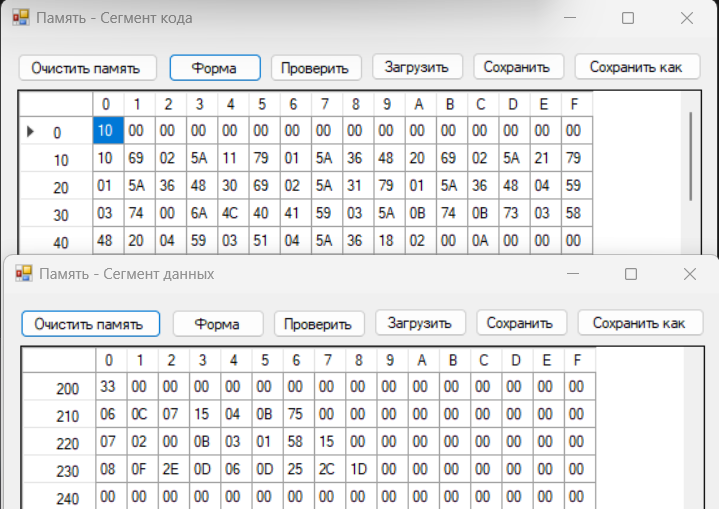 Память - Сегмент кода
Очистить память Форма Проверить Загрузить Сохранить Сохранить как
0 1 2 3 4 5 6 7 8 9 A B C D E F
0 10 00 00 00 00 00 00 00 00 00 00 00 00 00 00 00
10 10 69 02 5A 11 79 01 5A 36 48 20 69 02 5A 21 79
20 01 5A 36 48 30 69 02 5A 31 79 01 5A 36 48 04 59
30 03 74 00 6A 4C 40 41 59 03 5A 0B 74 0B 73 03 58
40 48 20 04 59 03 51 04 5A 36 18 02 00 0A 00 00 00
Память - Сегмент данных
Очистить память Форма Проверить Загрузить Сохранить Сохранить как
0 1 2 3 4 5 6 7 8 9 A B C D E F
200 33 00 00 00 00 00 00 00 00 00 00 00 00 00 00 00
210 06 0C 07 15 04 0B 75 00 00 00 00 00 00 00 00 00
220 07 02 00 0B 03 01 58 15 00 00 00 00 00 00 00 00
230 08 0F 2E 0D 06 0D 25 2C 1D 00 00 00 00 00 00 00
240 00 00 00 00 00 00 00 00 00 00 00 00 00 00 00 00